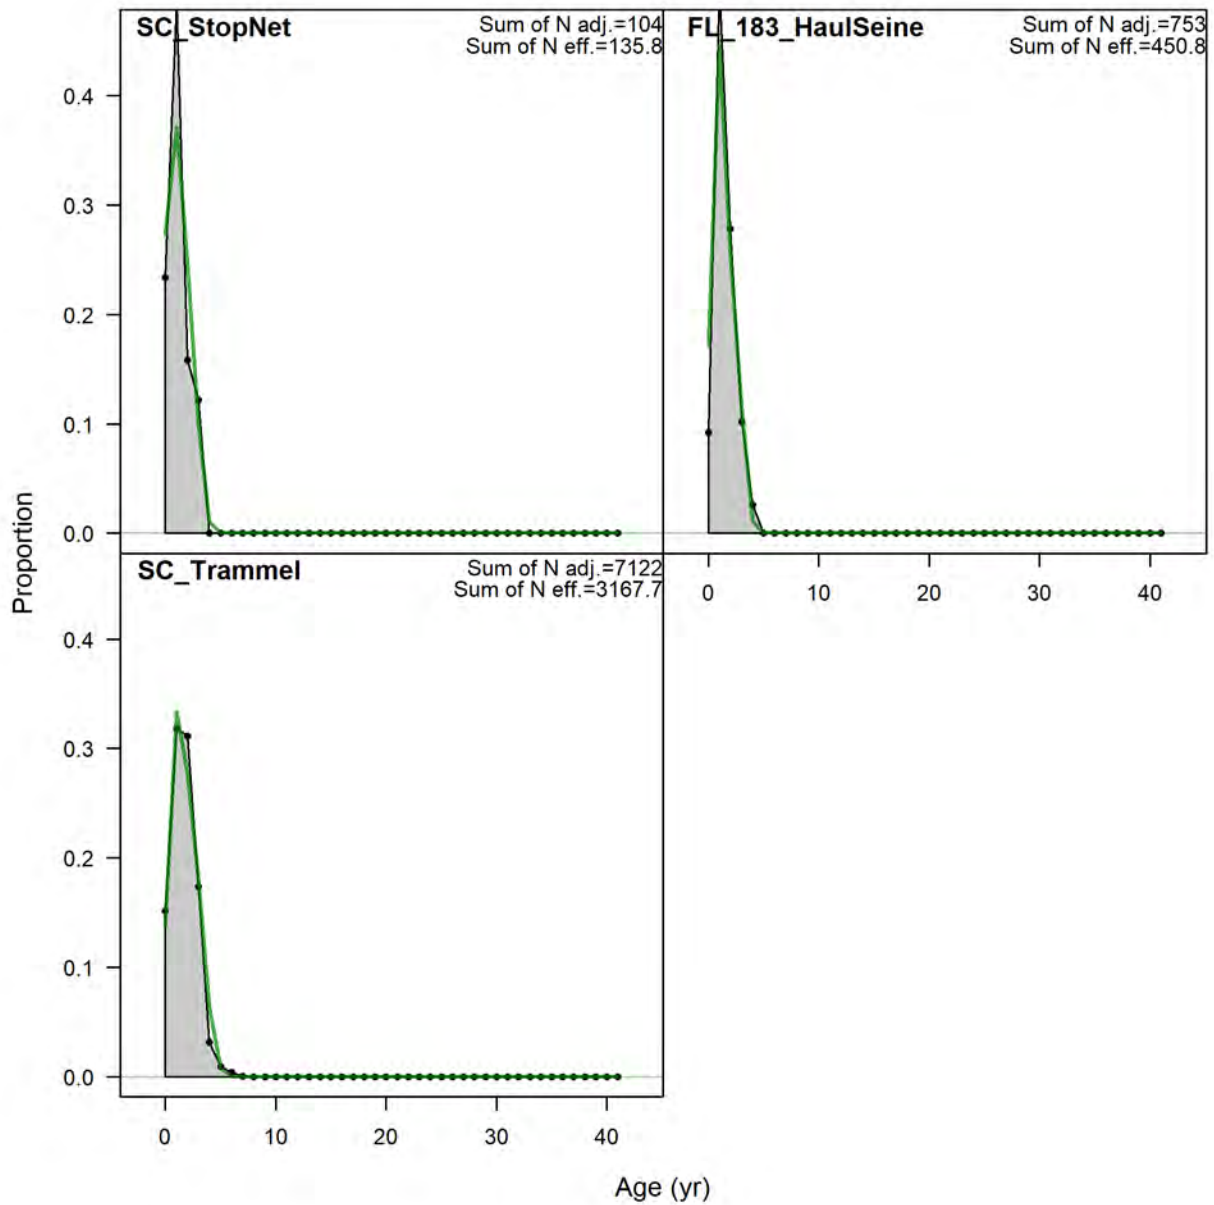 SC_StopNet
Sum of N adj.=104
Sum of N eff.=135.8
FL_183_HaulSeine
Sum of N adj.=753
Sum of N eff.=450.8
0.4
0.3
0.2
0.1
0.0
0 10 20 30 40
SC_Trammel
Sum of N adj.=7122
Sum of N eff.=3167.7
0.4
0.3
0.2
0.1
0.0
0 10 20 30 40
Proportion
Age (yr)